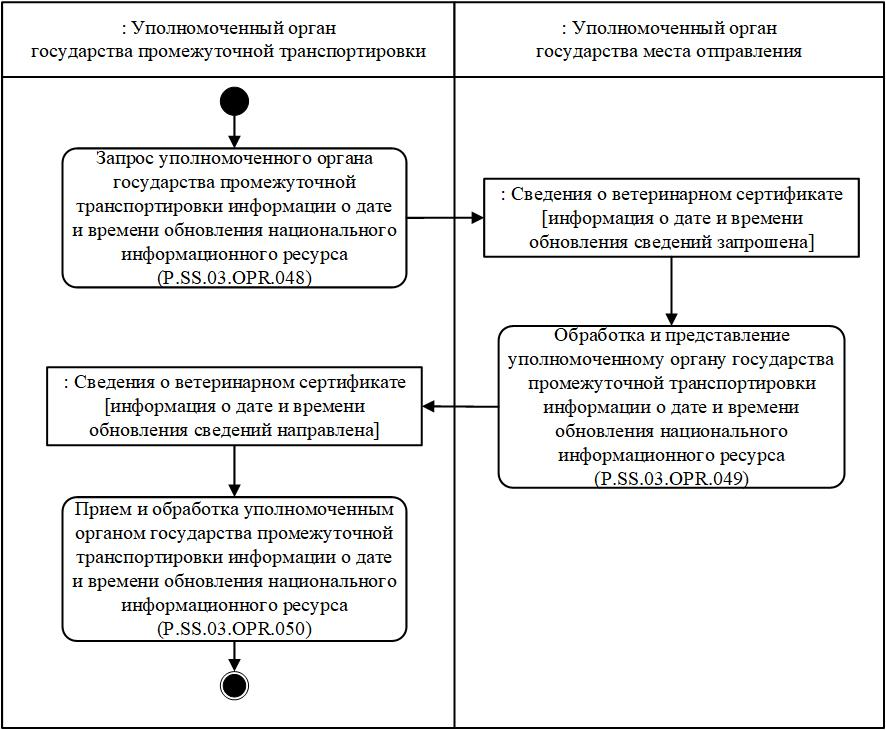 : Уполномоченный орган
государства промежуточной транспортировки
: Уполномоченный орган
государства места отправления
Запрос уполномоченного органа
государства промежуточной
транспортировки информации о дате
и времени обновления национального
информационного ресурса
(P.SS.03.OPR.048)
: Сведения о ветеринарном сертификате
[информация о дате и времени
обновления сведений запрошена]
Обработка и представление
уполномоченному органу государства
промежуточной транспортировки
информации о дате и времени
обновления национального
информационного ресурса
(P.SS.03.OPR.049)
: Сведения о ветеринарном сертификате
[информация о дате и времени
обновления сведений направлена]
Прием и обработка уполномоченным
органом государства промежуточной
транспортировки информации о дате
и времени обновления национального
информационного ресурса
(P.SS.03.OPR.050)